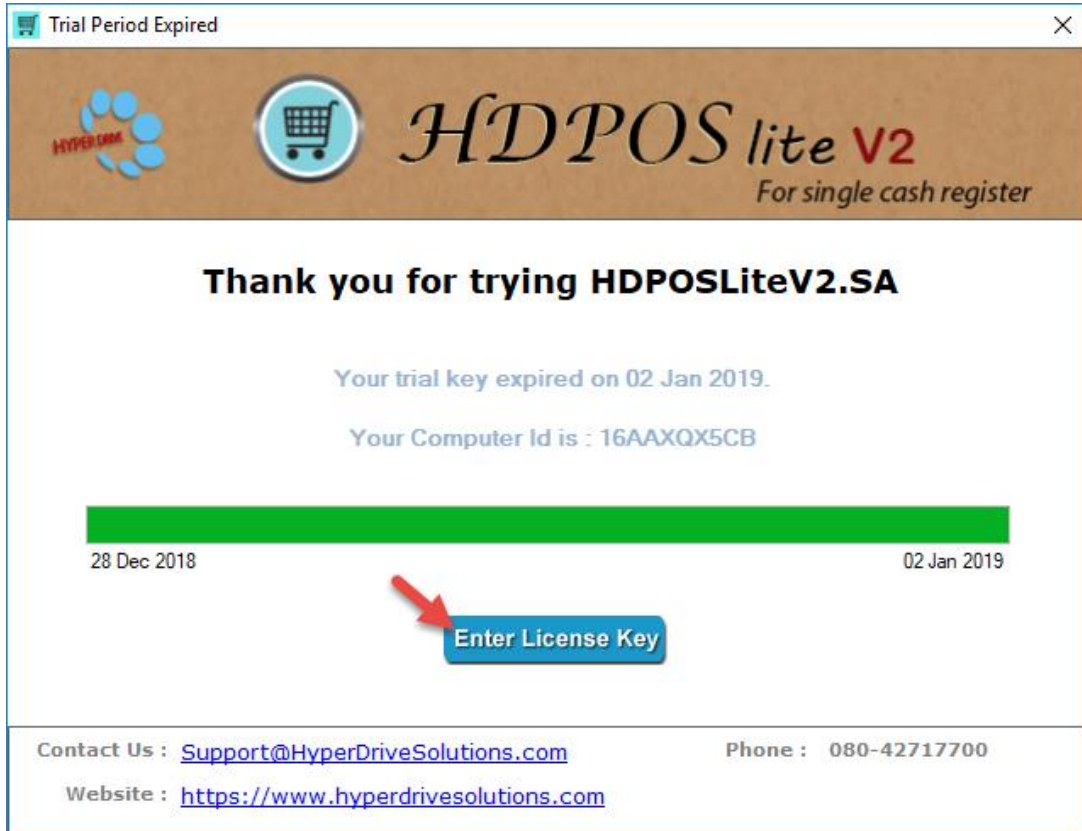 Trial Period Expired
HYPER DRIVE
HDPOS lite V2
For single cash register
Thank you for trying HDPOSLiteV2.SA
Your trial key expired on 02 Jan 2019.
Your Computer Id is : 16AAXQX5CB
28 Dec 2018 02 Jan 2019
Enter License Key
Contact Us : Support@HyperDriveSolutions.com Phone : 080-42717700
Website : https://www.hyperdrivesolutions.com